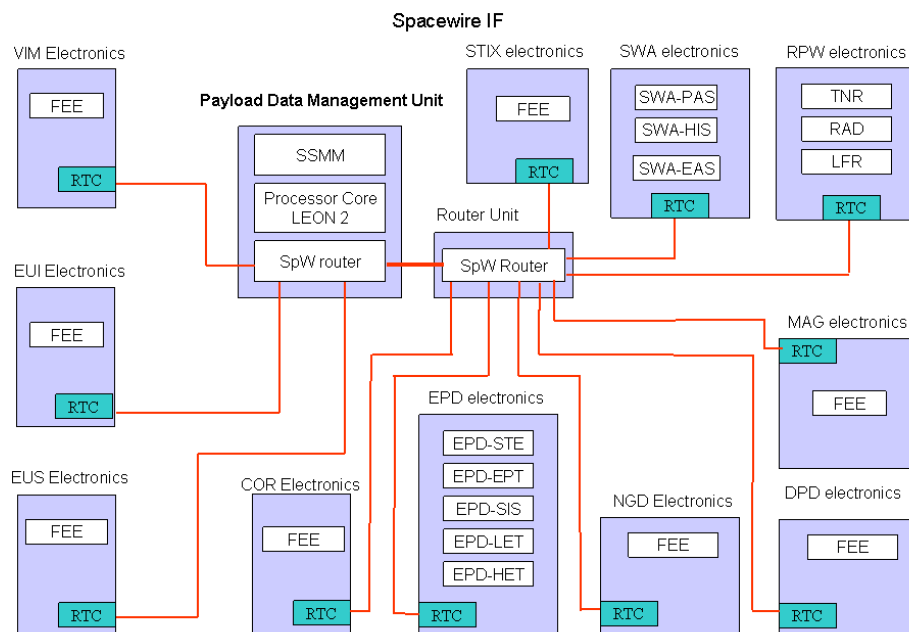 Spacewire IF
VIM Electronics
FEE
RTC
Payload Data Management Unit
SSMM
Processor Core
LEON 2
SpW router
STIX electronics
FEE
RTC
SWA electronics
SWA-PAS
SWA-HIS
SWA-EAS
RTC
RPW electronics
TNR
RAD
LFR
RTC
Router Unit
SpW Router
EUI Electronics
FEE
RTC
MAG electronics
RTC
FEE
EUS Electronics
FEE
RTC
COR Electronics
FEE
RTC
EPD electronics
EPD-STE
EPD-EPT
EPD-SIS
EPD-LET
EPD-HET
RTC
NGD Electronics
FEE
RTC
DPD electronics
FEE
RTC